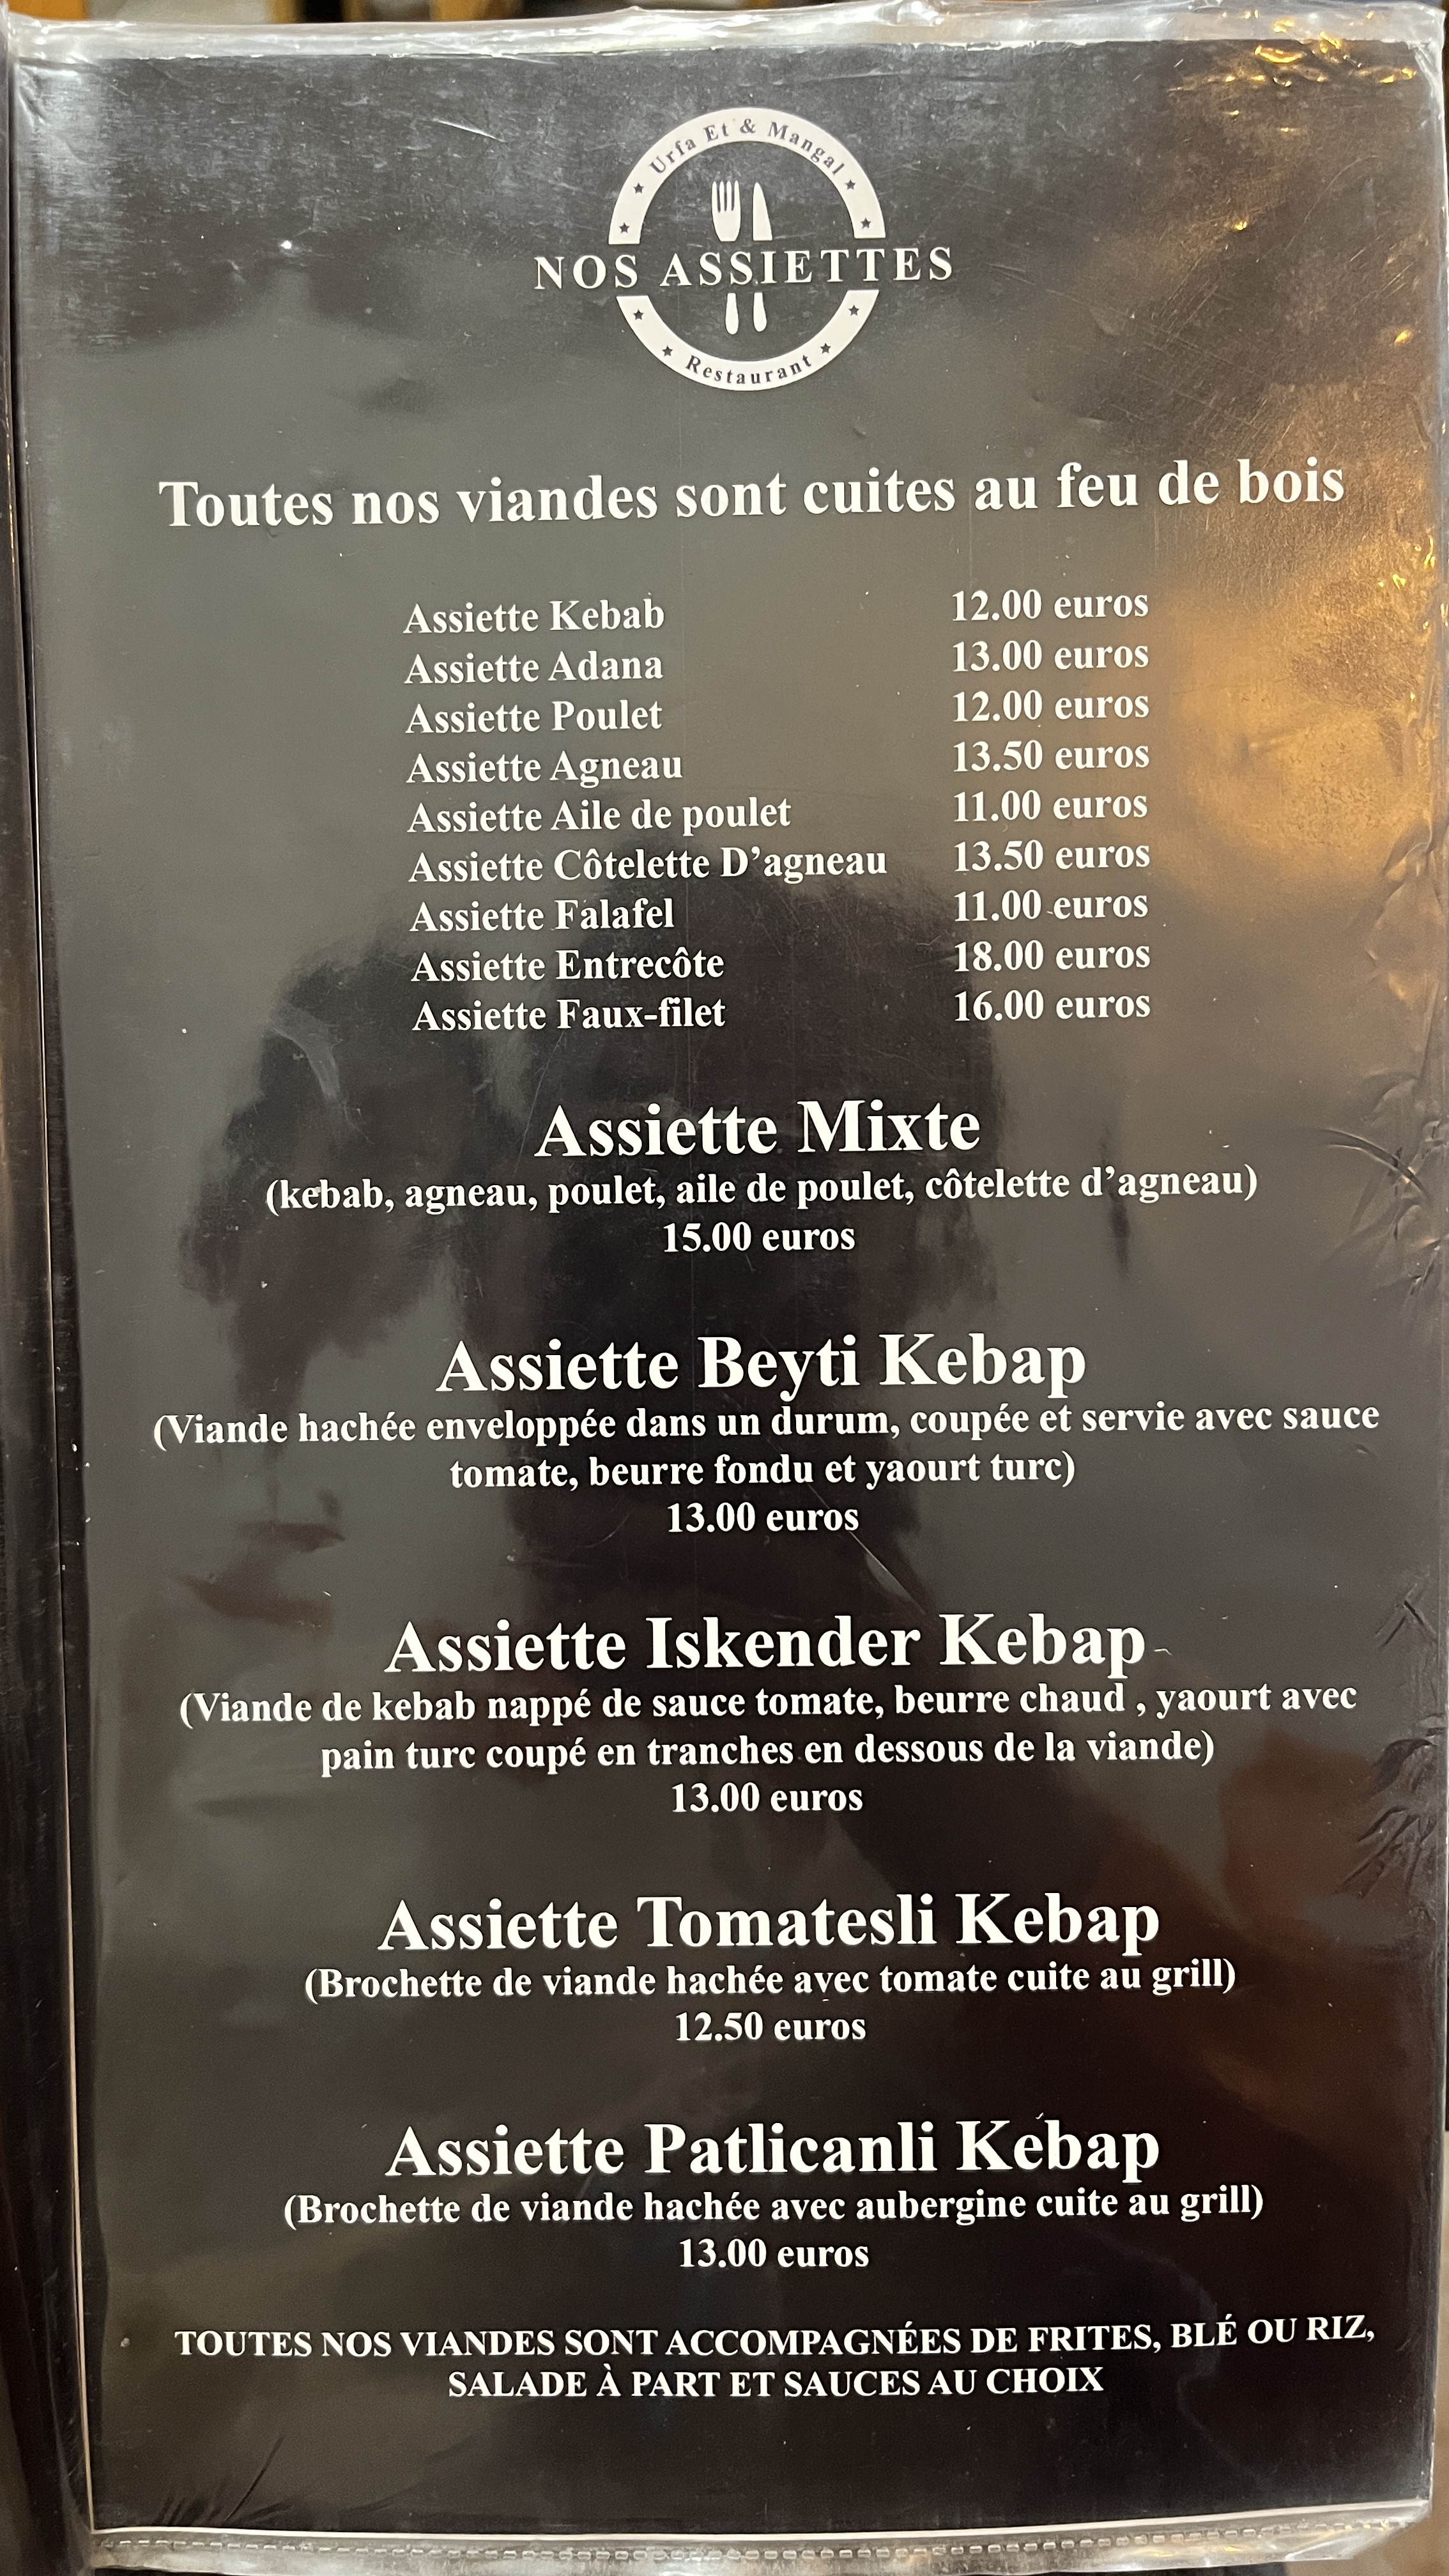 Urfa Et & Mangal
NOS ASSIETTES
Restaurant
Toutes nos viandes sont cuites au feu de bois
Assiette Kebab 12.00 euros
Assiette Adana 13.00 euros
Assiette Poulet 12.00 euros
Assiette Agneau 13.50 euros
Assiette Aile de poulet 11.00 euros
Assiette Côtelette D’agneau 13.50 euros
Assiette Falafel 11.00 euros
Assiette Entrecôte 18.00 euros
Assiette Faux-filet 16.00 euros
Assiette Mixte
(kebab, agneau, poulet, aile de poulet, côtelette d’agneau)
15.00 euros
Assiette Beyti Kebap
(Viande hachée enveloppée dans un durum, coupée et servie avec sauce
tomate, beurre fondu et yaourt turc)
13.00 euros
Assiette Iskender Kebap
(Viande de kebab nappé de sauce tomate, beurre chaud , yaourt avec
pain turc coupé en tranches en dessous de la viande)
13.00 euros
Assiette Tomatesli Kebap
(Brochette de viande hachée avec tomate cuite au grill)
12.50 euros
Assiette Patlicanli Kebap
(Brochette de viande hachée avec aubergine cuite au grill)
13.00 euros
TOUTES NOS VIANDES SONT ACCOMPAGNÉES DE FRITES, BLÉ OU RIZ,
SALADE À PART ET SAUCES AU CHOIX